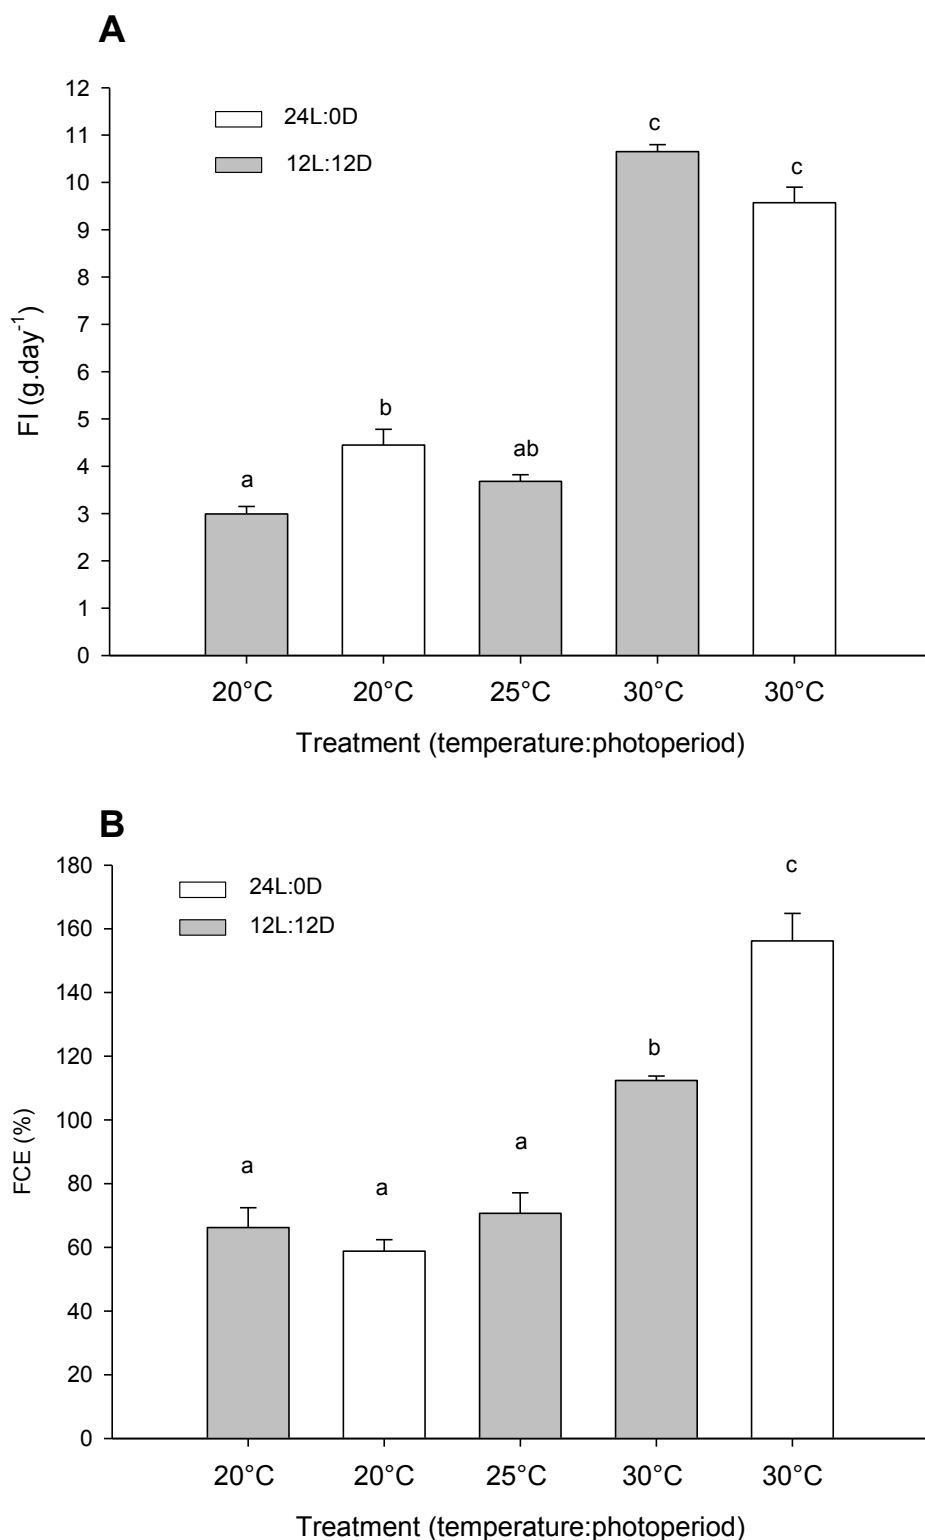 A
12
11
10
9
8
7
6
5
4
3
2
1
0
FI (g.day-1)
24L:0D
12L:12D
a
b
ab
c
c
20°C 20°C 25°C 30°C 30°C
Treatment (temperature:photoperiod)
B
180
160
140
120
100
80
60
40
20
0
FCE (%)
24L:0D
12L:12D
a
a
a
b
c
20°C 20°C 25°C 30°C 30°C
Treatment (temperature:photoperiod)